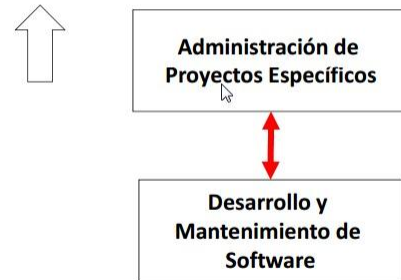 Administración de
Proyectos Específicos
Desarrollo y
Mantenimiento de
Software